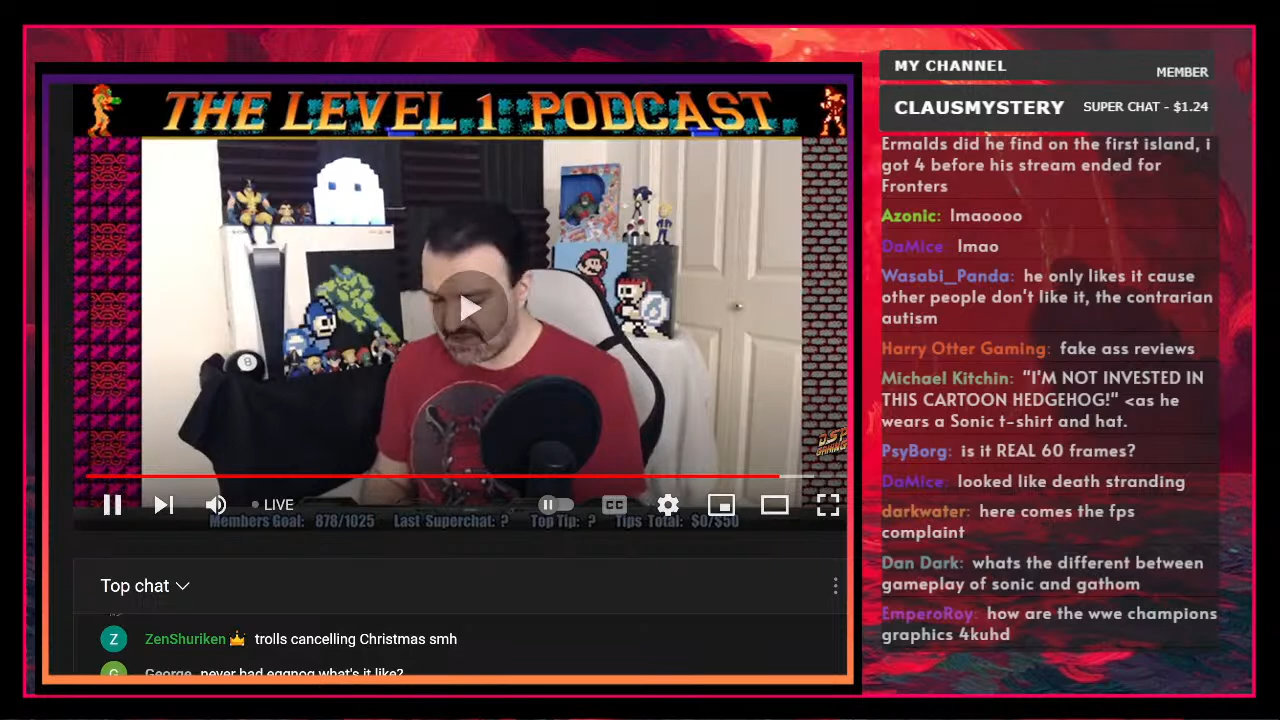 THE LEVEL 1 PODCAST
8
LIVE
CC
Members Goal: 878/1025 Last Superchat: ? Top Tip: ? Tips Total: $0/$50
Top chat
Z
ZenShuriken trolls cancelling Christmas smh
G
George never had eggnog what's it like?
MY CHANNEL
MEMBER
CLAUSMYSTERY SUPER CHAT - $1.24
Ermalds did he find on the first island, i
got 4 before his stream ended for
Fronters
Azonic: lmaoooo
DaMice lmao
Wasabi_Panda: he only likes it cause
other people don't like it, the contrarian
autism
Harry Otter Gaming: fake ass reviews
Michael Kitchin: "I'M NOT INVESTED IN
THIS CARTOON HEDGEHOG!" <as he
wears a Sonic t-shirt and hat.
PsyBorg: is it REAL 60 frames?
DaMice: looked like death stranding
darkwater: here comes the fps
complaint
Dan Dark: whats the different between
gameplay of sonic and gathom
EmperoRoy: how are the wwe champions
graphics 4kuhd